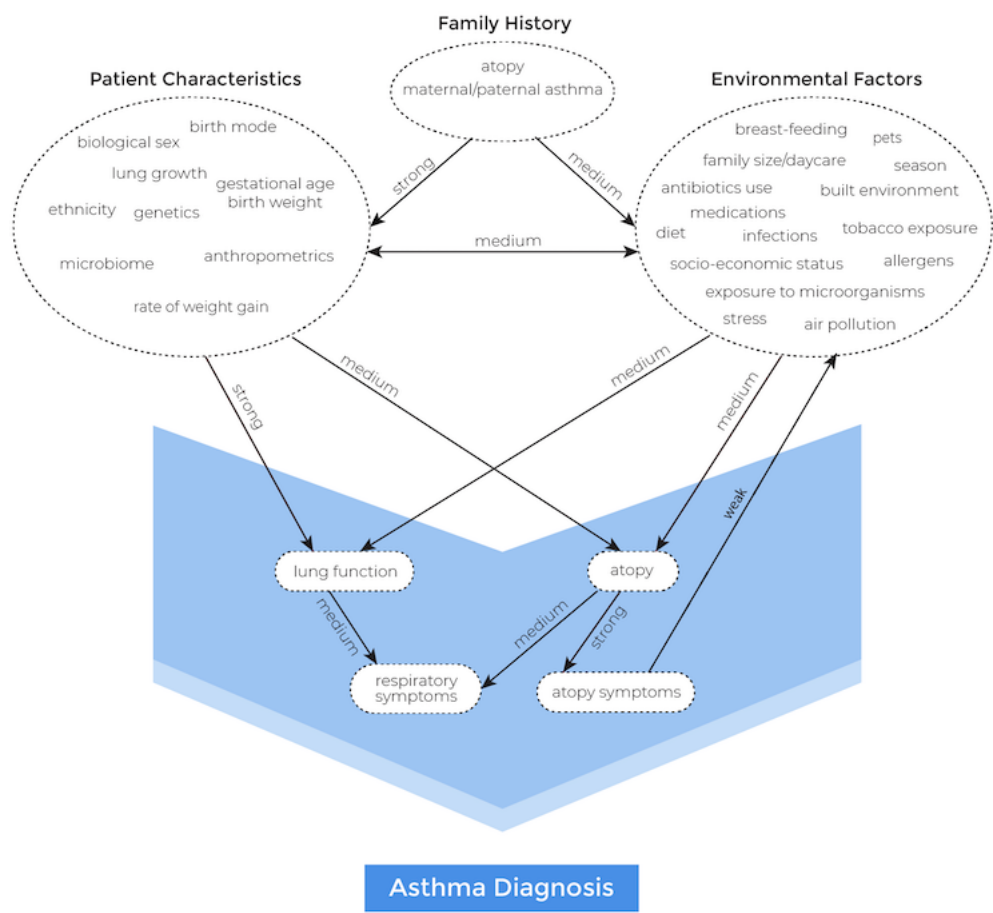 Family History
atopy
maternal/paternal asthma
Patient Characteristics
birth mode
biological sex
lung growth
gestational age
birth weight
ethnicity
genetics
microbiome
anthropometrics
rate of weight gain
Environmental Factors
breast-feeding
pets
family size/daycare
season
antibiotics use
built environment
medications
diet
infections
tobacco exposure
socio-economic status
allergens
exposure to microorganisms
stress
air pollution
strong
medium
medium
strong
medium
medium
medium
weak
lung function
atopy
medium
medium
strong
respiratory
symptoms
atopy symptoms
Asthma Diagnosis